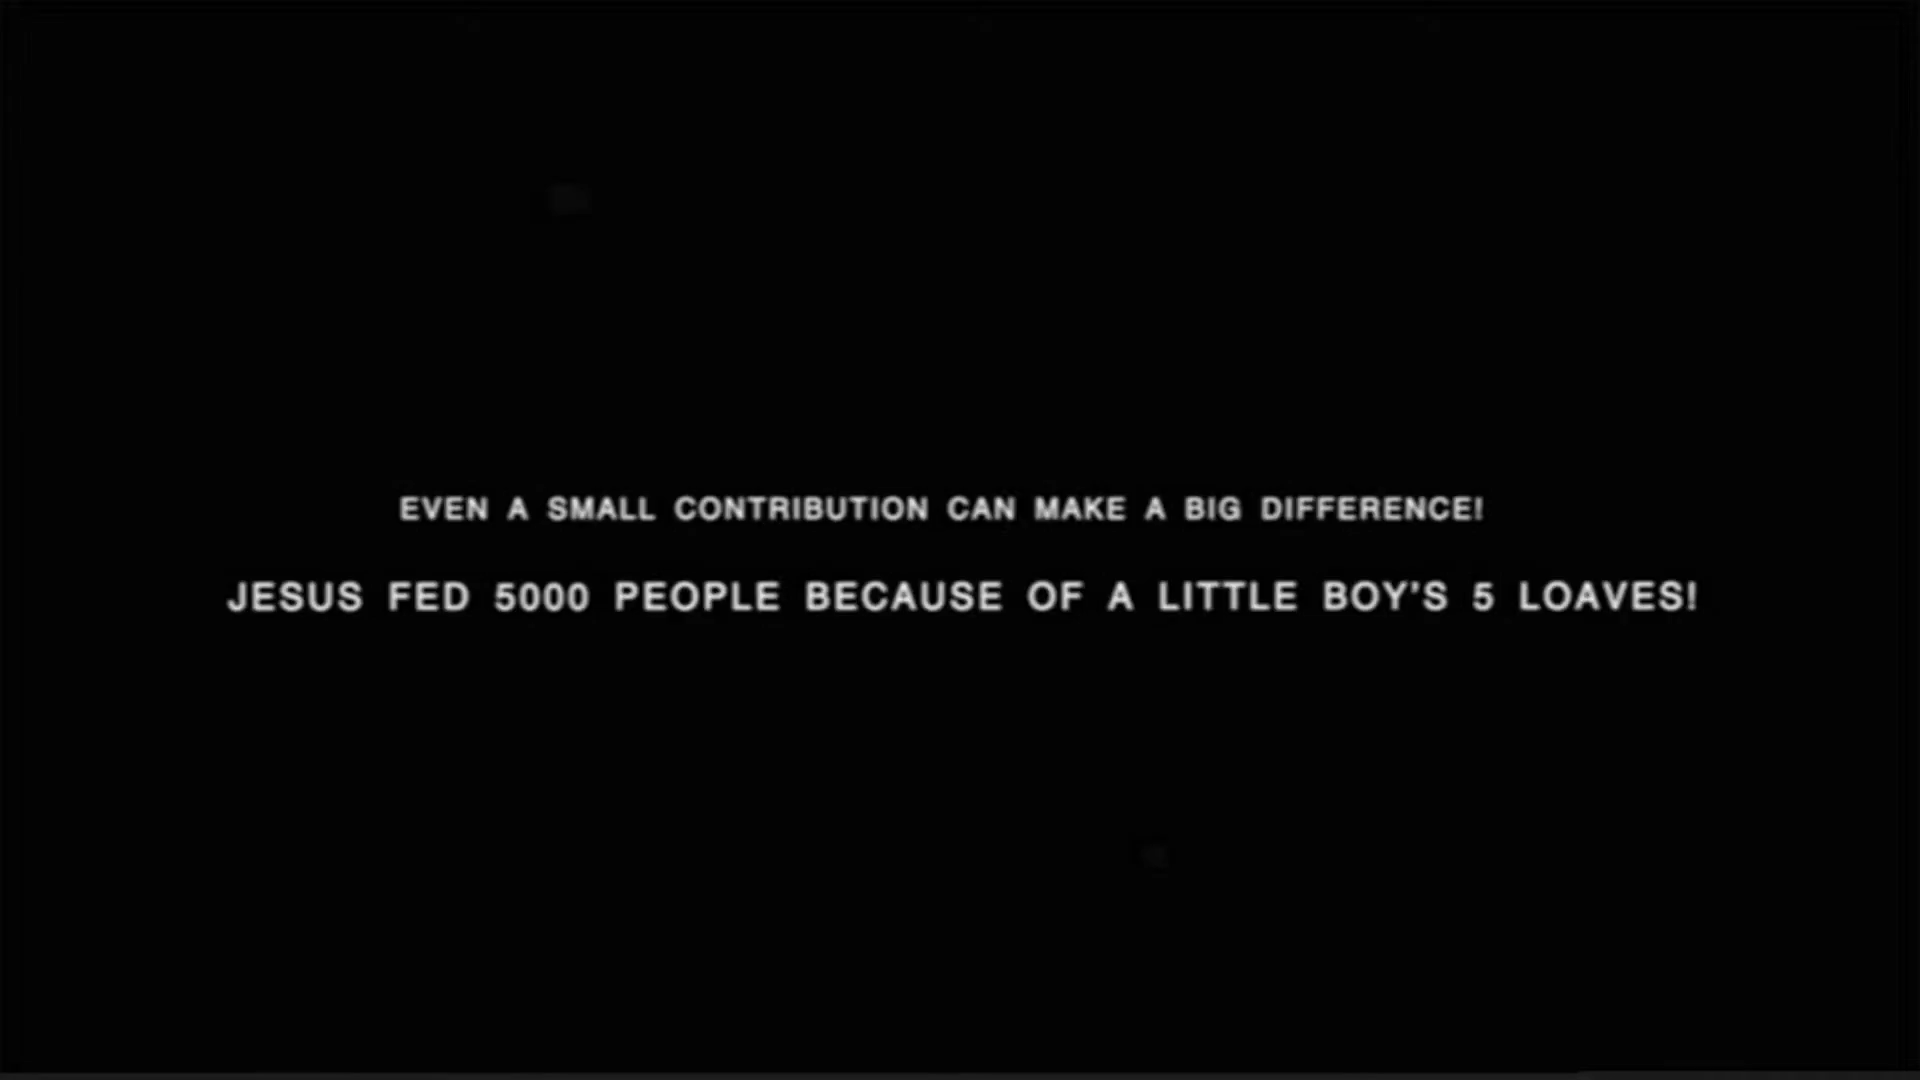 EVEN A SMALL CONTRIBUTION CAN MAKE A BIG DIFFERENCE!
JESUS FED 5000 PEOPLE BECAUSE OF A LITTLE BOY'S 5 LOAVES!